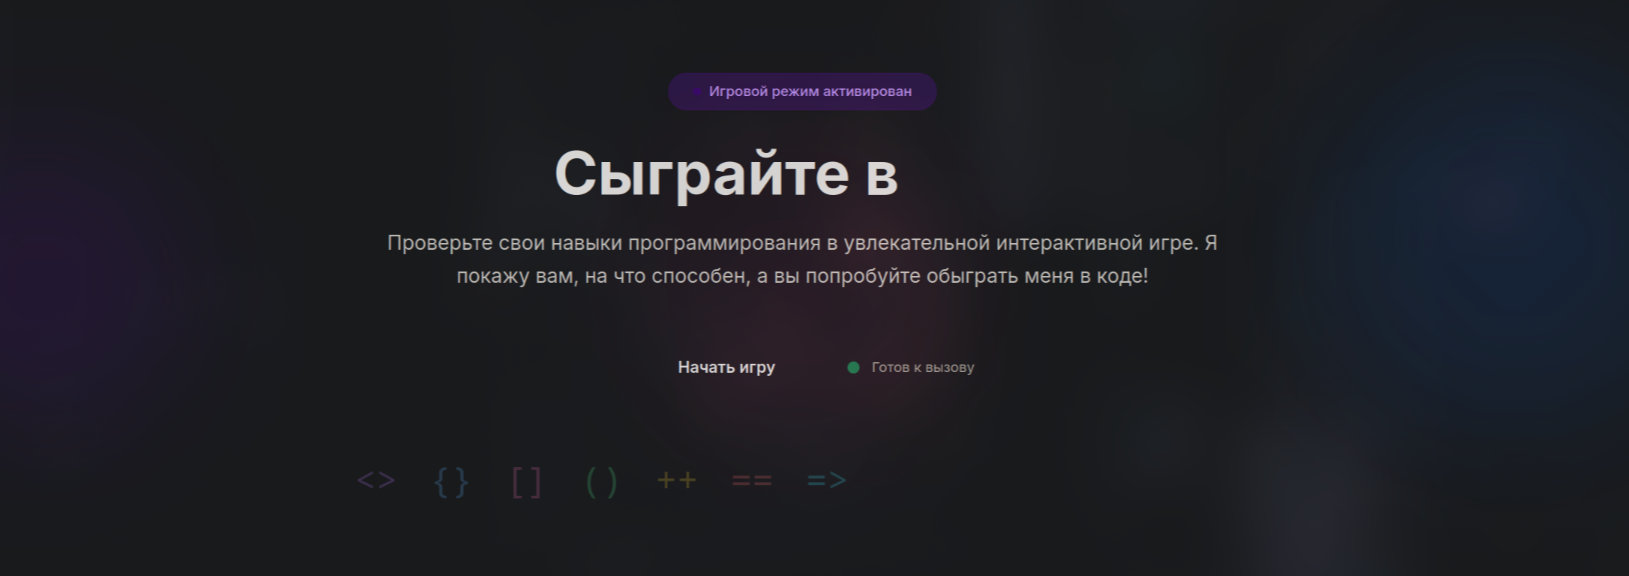 Игровой режим активирован
Сыграйте в
Проверьте свои навыки программирования в увлекательной интерактивной игре. Я
покажу вам, на что способен, а вы попробуйте обыграть меня в коде!
Начать игру
Готов к вызову
<> {} [] () ++ == =>